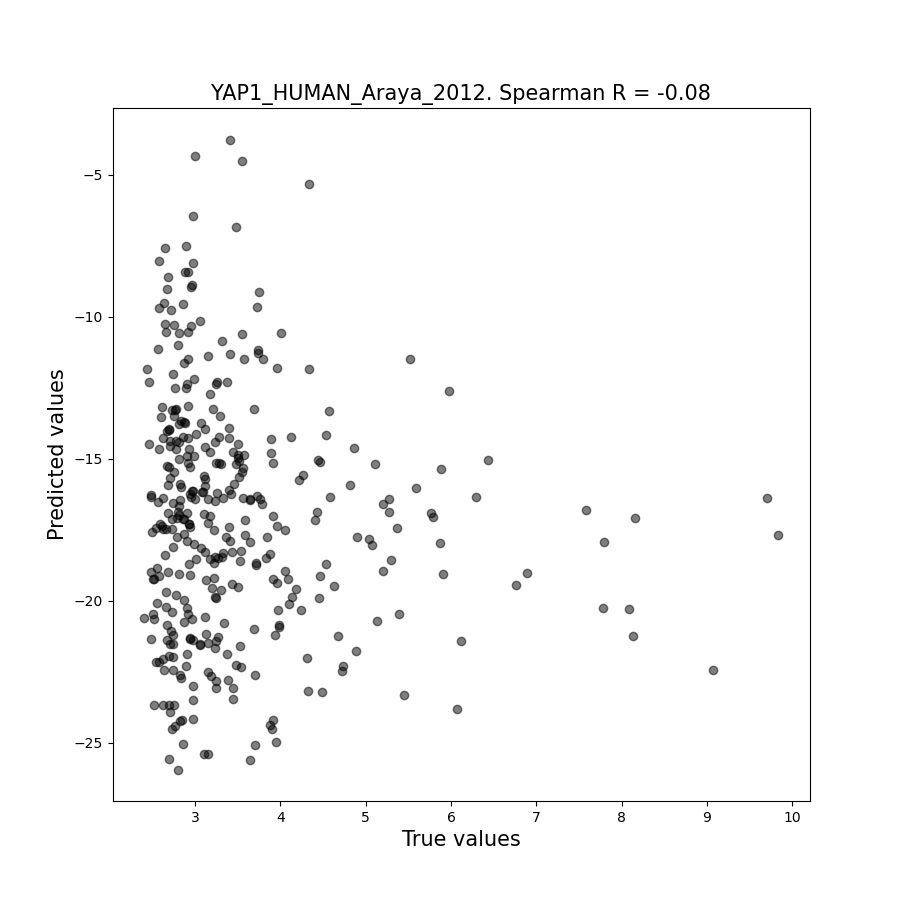 YAP1_HUMAN_Araya_2012. Spearman R = -0.08
−5
−10
−15
−20
−25
Predicted values
3 4 5 6 7 8 9 10
True values